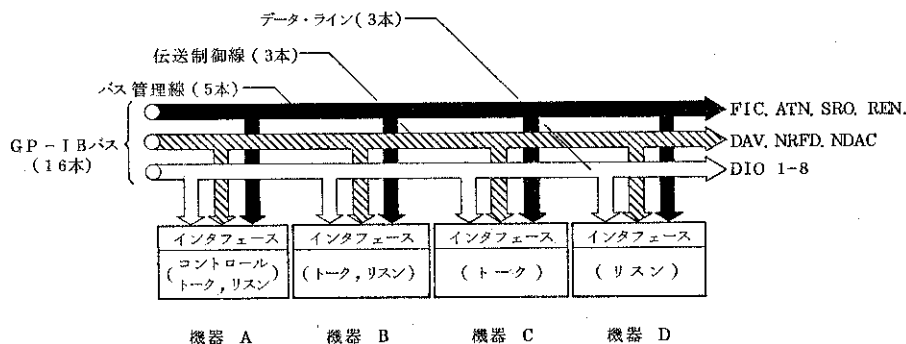 データ・ライン(3本)
伝送制御線(3本)
バス管理線(5本)
GP-IBバス
(16本)
FIC. ATN. SRO. REN.
DAV. NRFD. NDAC
DIO 1-8
インタフェース
コントロール
(トーク,リスン)
インタフェース
(トーク,リスン)
インタフェース
(トーク)
インタフェース
(リスン)
機器 A
機器 B
機器 C
機器 D